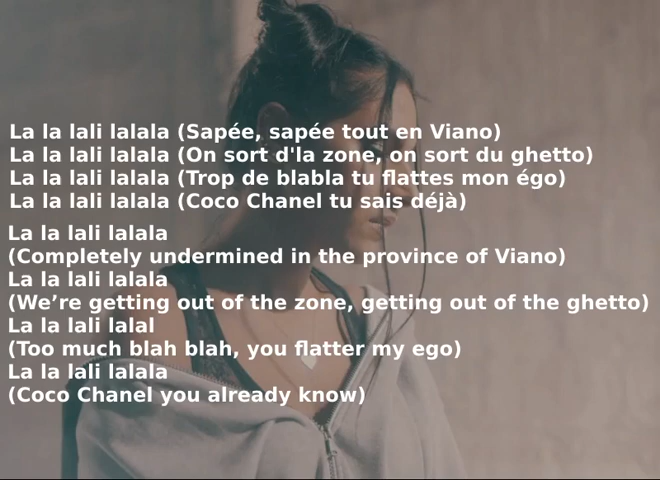 La la lali lalala (Sapée, sapée tout en Viano)
La la lali lalala (On sort d'la zone, on sort du ghetto)
La la lali lalala (Trop de blabla tu flattes mon égo)
La la lali lalala (Coco Chanel tu sais déjà)
La la lali lalala
(Completely undermined in the province of Viano)
La la lali lalala
(We’re getting out of the zone, getting out of the ghetto)
La la lali lalal
(Too much blah blah, you flatter my ego)
La la lali lalala
(Coco Chanel you already know)